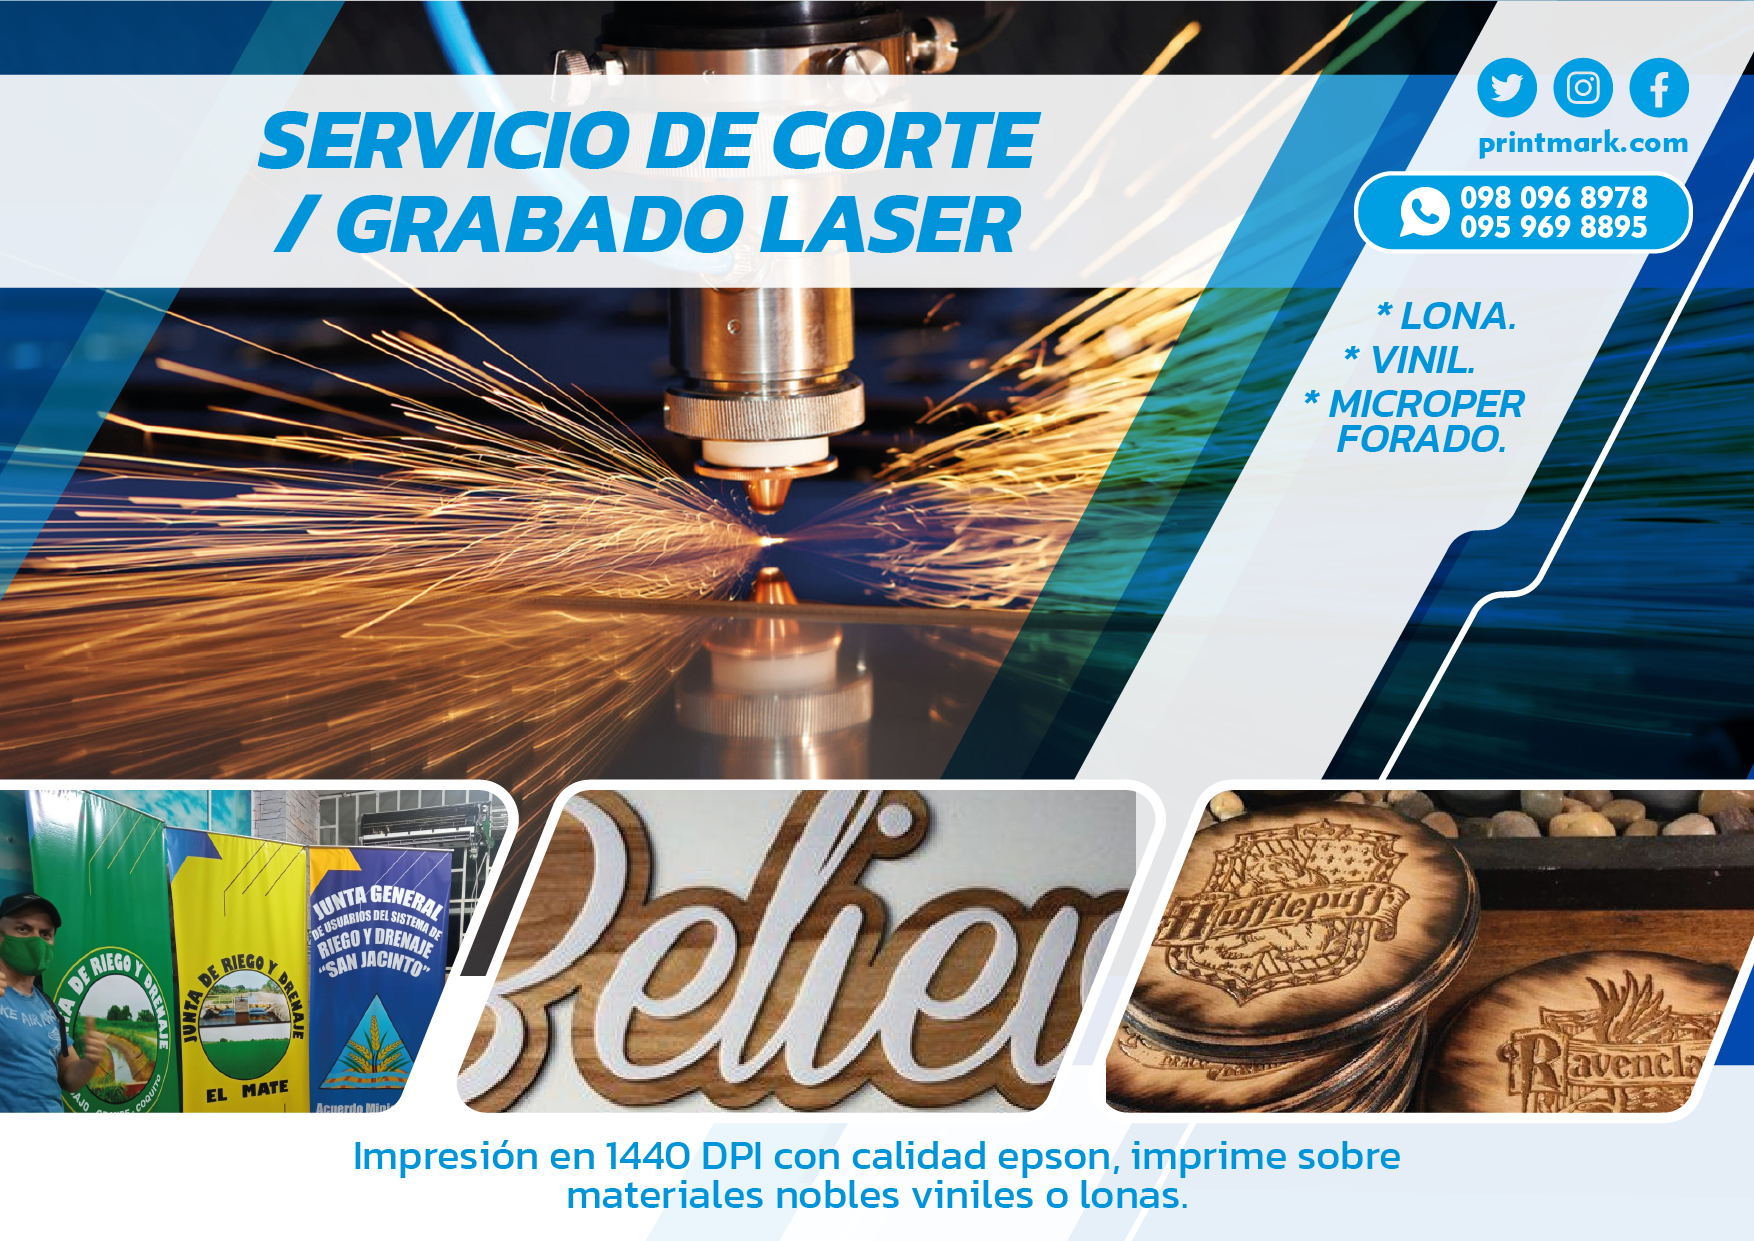 SERVICIO DE CORTE
/ GRABADO LASER
printmark.com
098 096 8978
095 969 8895
* LONA.
* VINIL.
* MICROPER
FORADO.
DE RIEGO Y DRENAJE
COQUITO
JUNTA DE RIEGO Y DRENAJE
EL MATE
JUNTA GENERAL
DE USUARIOS DEL SISTEMA DE
RIEGO Y DRENAJE
"SAN JACINTO"
Acuerdo
Hufflepuff
Impresión en 1440 DPI con calidad epson, imprime sobre
materiales nobles viniles o lonas.